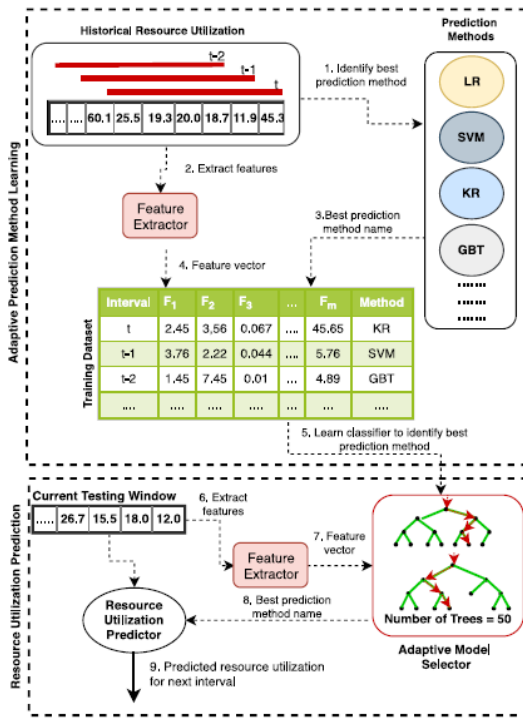 Historical Resource Utilization
t-2
t-1
t
.... .... 60.1 25.5 19.3 20.0 18.7 11.9 45.3
1. Identify best
prediction method
Prediction
Methods
LR
SVM
KR
GBT
.......
.......
2. Extract features
Feature
Extractor
3.Best prediction
method name
4. Feature vector
Adaptive Prediction Method Learning
Training Dataset
Interval F1 F2 F3 ... Fm Method
t 2.45 3,56 0.067 .... 45.65 KR
t-1 3.76 2.22 0.044 .... 5.76 SVM
t-2 1.45 7.45 0.01 .... 4.89 GBT
.... .... .... .... .... .... ....
5. Learn classifier to identify best
prediction method
Resource Utilization Prediction
Current Testing Window
..... 26.7 15.5 18.0 12.0
6, Extract
features
Feature
Extractor
7, Feature
vector
8, Best prediction
method name
Number of Trees = 50
Adaptive Model
Selector
Resource
Utilization
Predictor
9. Predicted resource utilization
for next interval